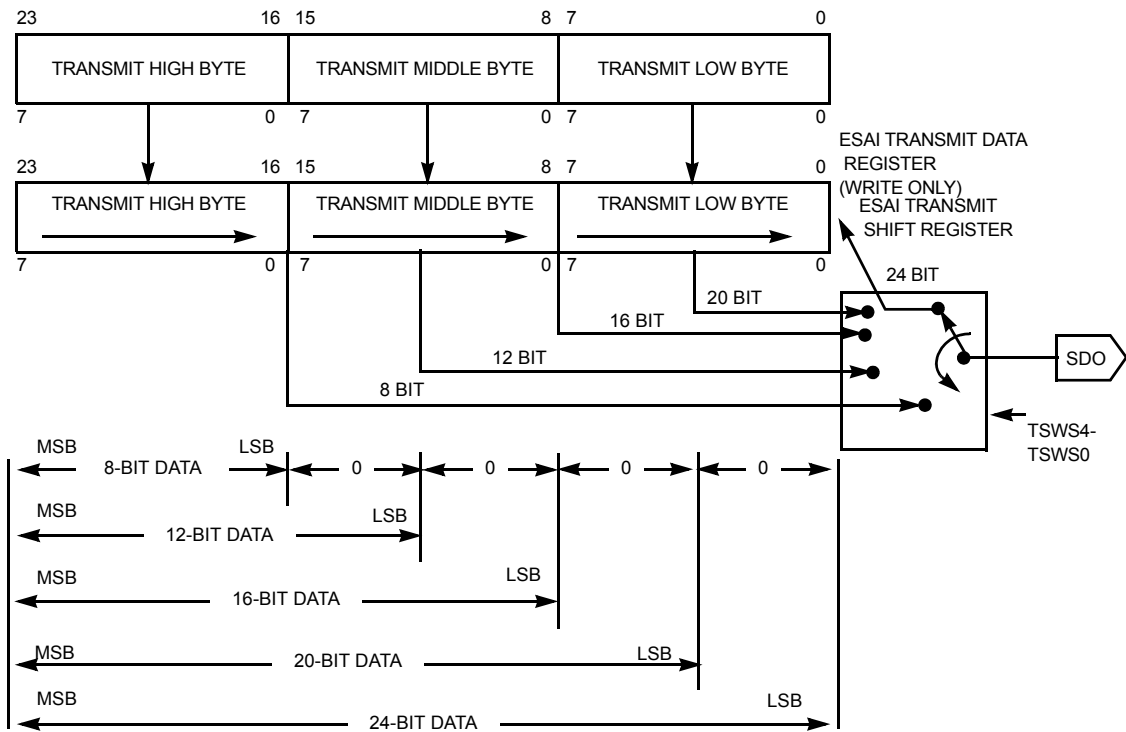 23 16 15 8 7 0
TRANSMIT HIGH BYTE TRANSMIT MIDDLE BYTE TRANSMIT LOW BYTE
7 0 7 0 7 0
23 16 15 8 7 0
ESAI TRANSMIT DATA
REGISTER
(WRITE ONLY)
ESAI TRANSMIT
SHIFT REGISTER
TRANSMIT HIGH BYTE TRANSMIT MIDDLE BYTE TRANSMIT LOW BYTE
7 0 7 0 7 0
24 BIT
20 BIT
16 BIT
12 BIT
8 BIT
SDO
TSWS4-
TSWS0
MSB LSB
8-BIT DATA 0 0 0 0
MSB LSB
12-BIT DATA
MSB LSB
16-BIT DATA
MSB LSB
20-BIT DATA
MSB LSB
24-BIT DATA